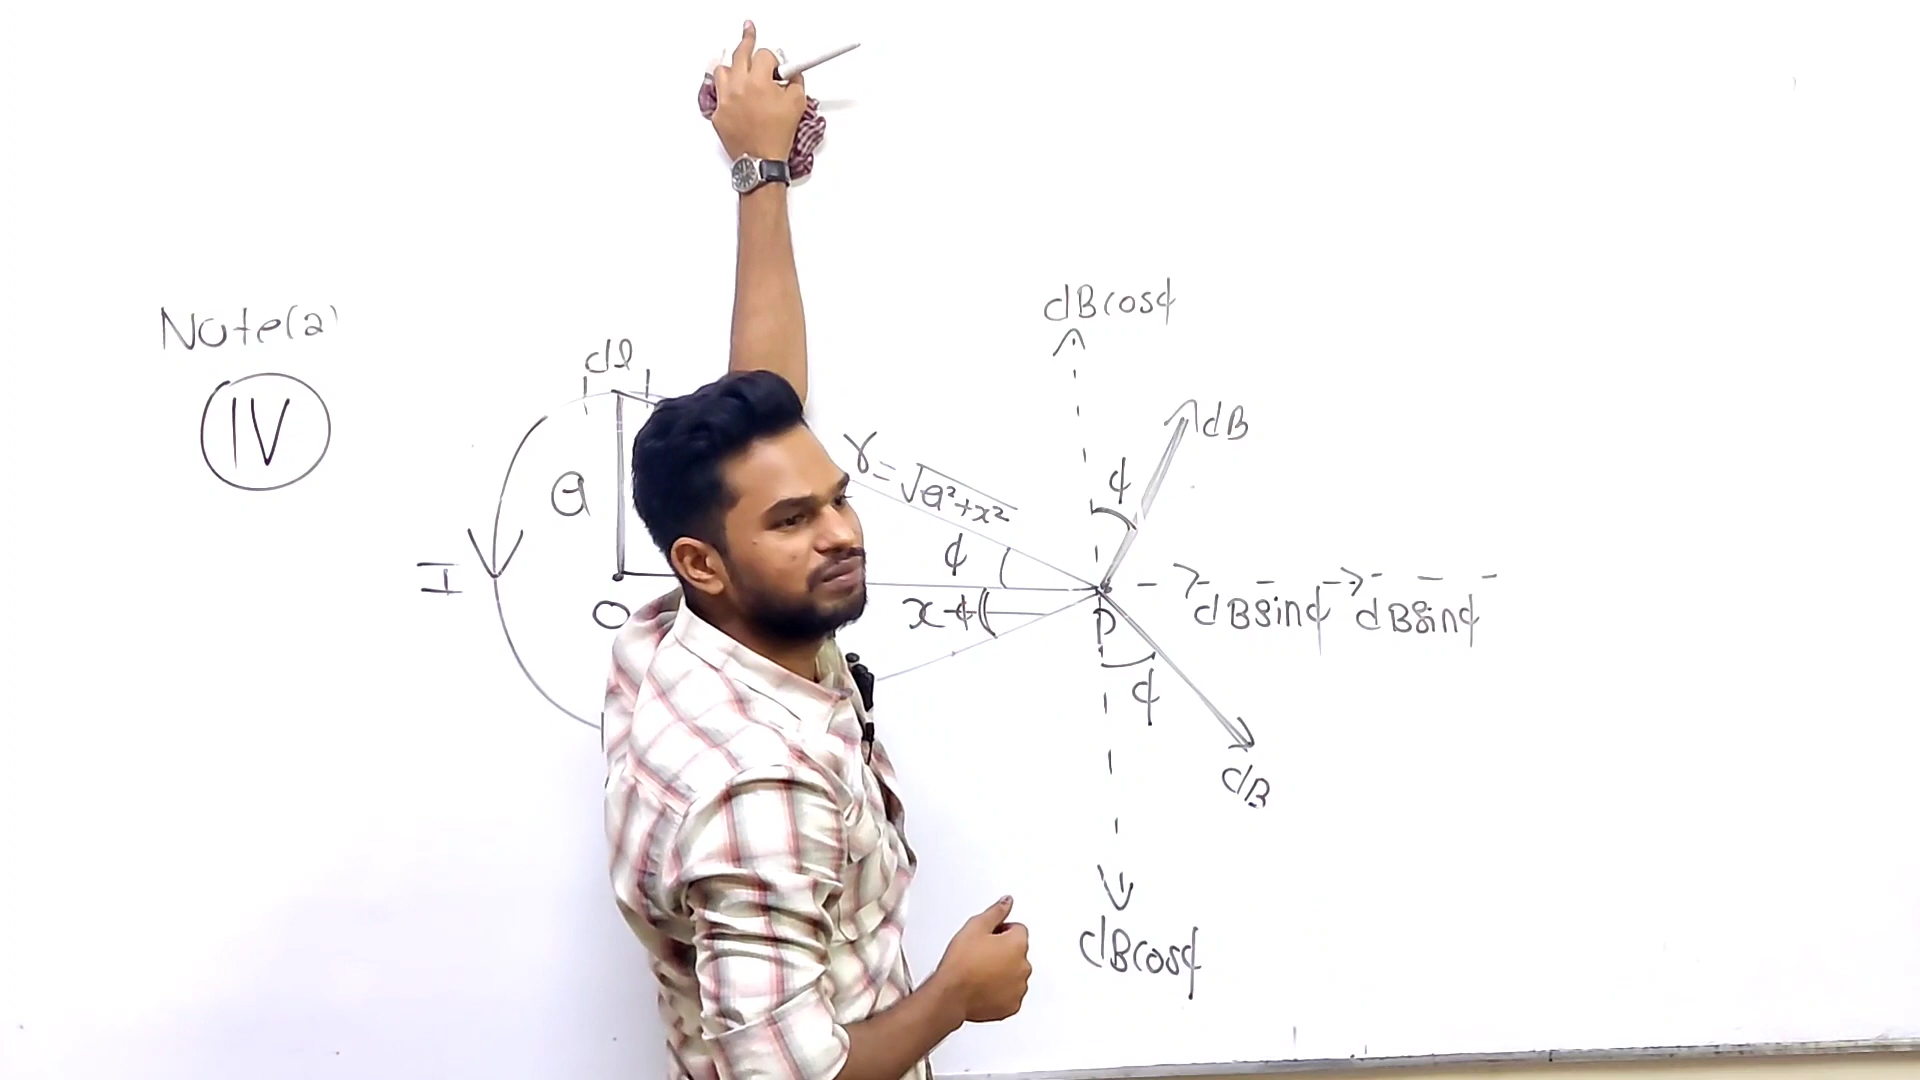 Note(a)
IV
dl
a
I
O
r = √a²+x²
ϕ
x
ϕ
P
dBcosϕ
dB
ϕ
dBsinϕ
dBsinϕ
ϕ
dB
dBcosϕ